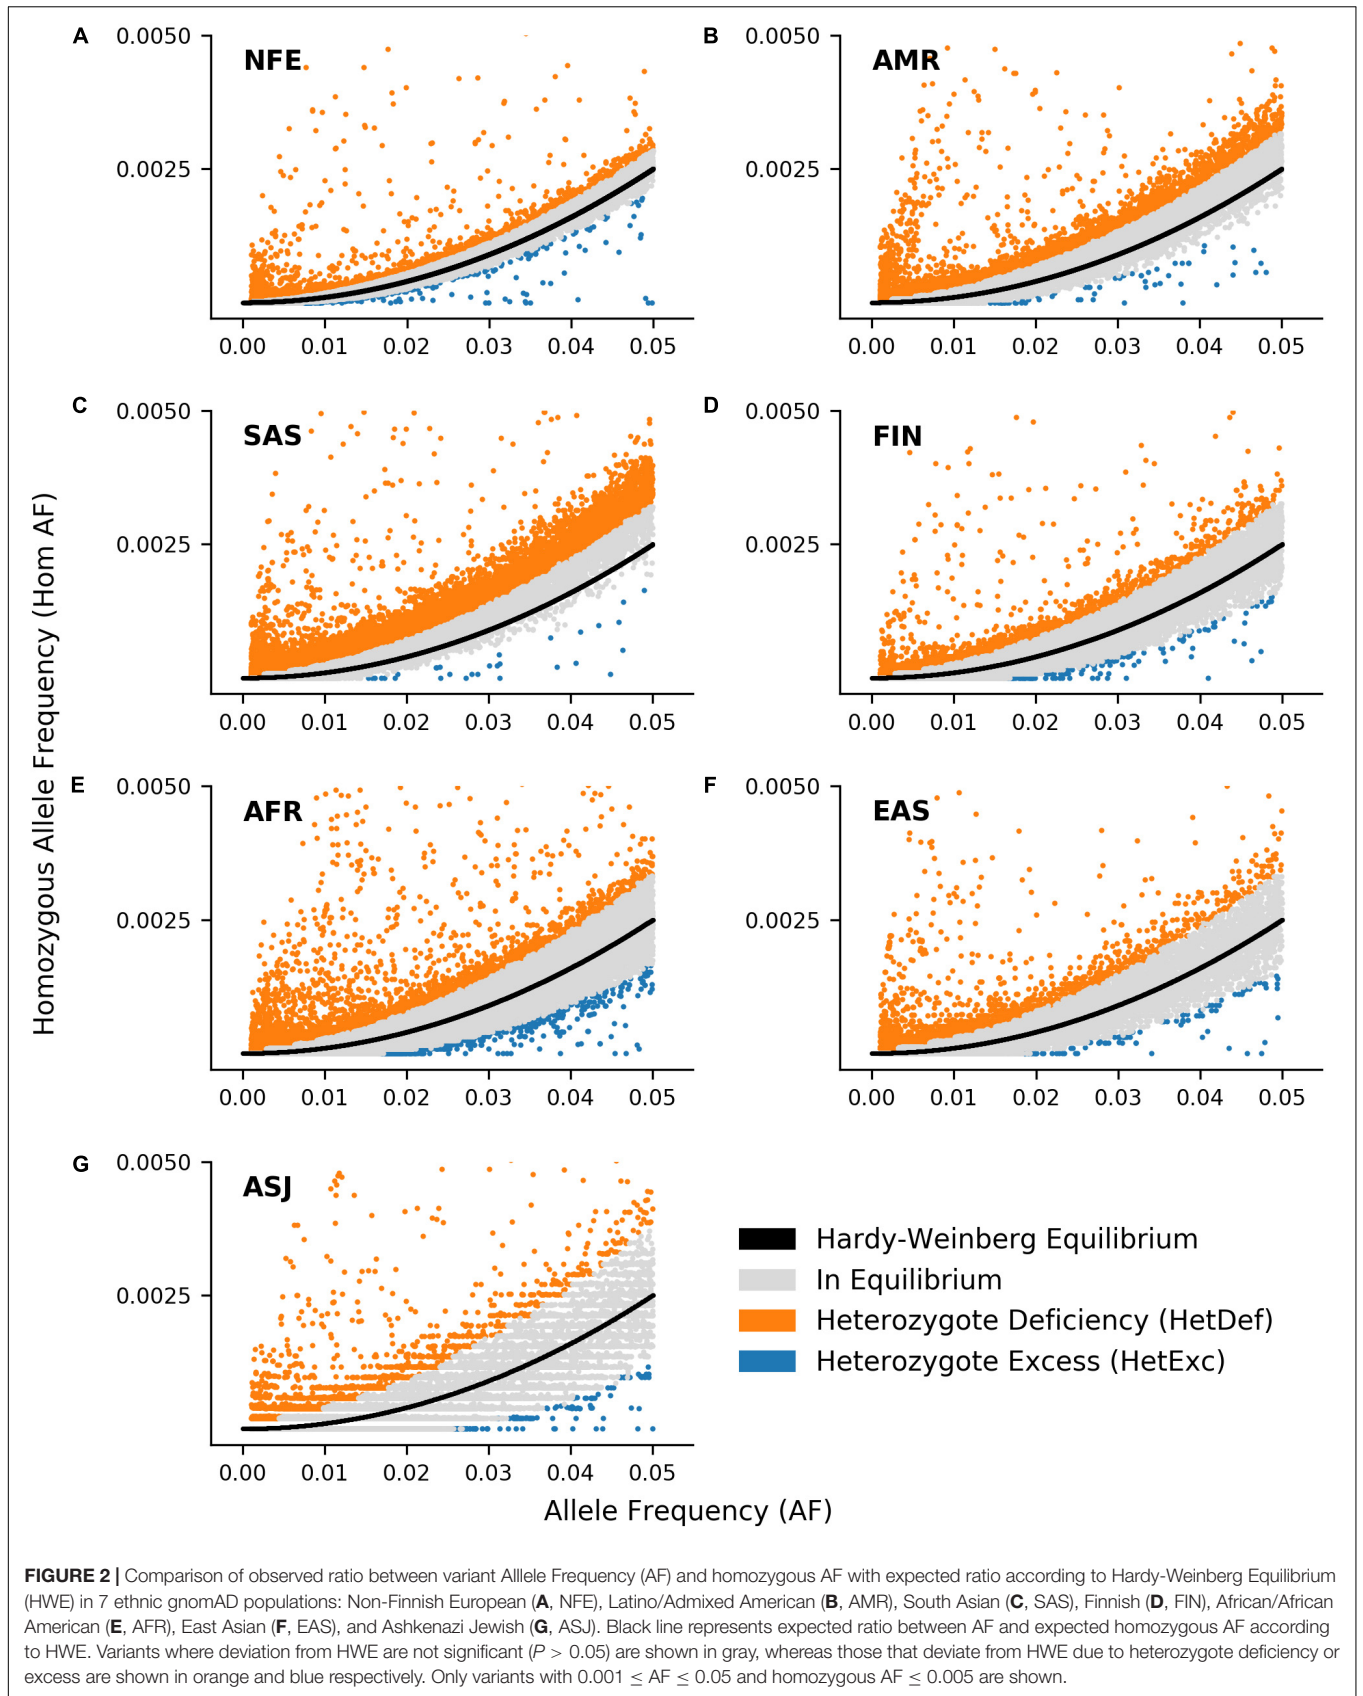 A
0.0050
0.0025
NFE
0.00 0.01 0.02 0.03 0.04 0.05
B
0.0050
0.0025
AMR
0.00 0.01 0.02 0.03 0.04 0.05
C
0.0050
0.0025
SAS
0.00 0.01 0.02 0.03 0.04 0.05
D
0.0050
0.0025
FIN
0.00 0.01 0.02 0.03 0.04 0.05
E
0.0050
0.0025
AFR
0.00 0.01 0.02 0.03 0.04 0.05
F
0.0050
0.0025
EAS
0.00 0.01 0.02 0.03 0.04 0.05
G
0.0050
0.0025
ASJ
0.00 0.01 0.02 0.03 0.04 0.05
Homozygous Allele Frequency (Hom AF)
Allele Frequency (AF)
Hardy-Weinberg Equilibrium
In Equilibrium
Heterozygote Deficiency (HetDef)
Heterozygote Excess (HetExc)
FIGURE 2 | Comparison of observed ratio between variant Alllele Frequency (AF) and homozygous AF with expected ratio according to Hardy-Weinberg Equilibrium
(HWE) in 7 ethnic gnomAD populations: Non-Finnish European (A, NFE), Latino/Admixed American (B, AMR), South Asian (C, SAS), Finnish (D, FIN), African/African
American (E, AFR), East Asian (F, EAS), and Ashkenazi Jewish (G, ASJ). Black line represents expected ratio between AF and expected homozygous AF according
to HWE. Variants where deviation from HWE are not significant (P > 0.05) are shown in gray, whereas those that deviate from HWE due to heterozygote deficiency or
excess are shown in orange and blue respectively. Only variants with 0.001 ≤ AF ≤ 0.05 and homozygous AF ≤ 0.005 are shown.